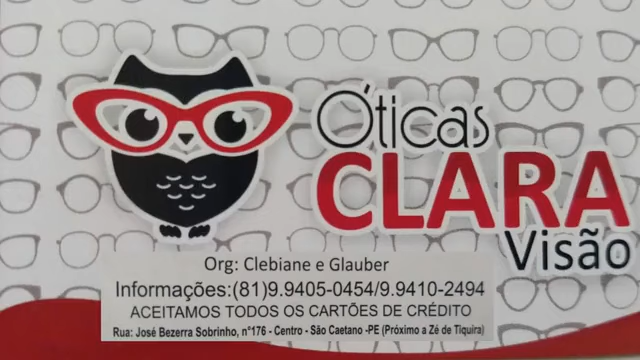 Óticas
CLARA
Visão
Org: Clebiane e Glauber
Informações:(81)9.9405-0454/9.9410-2494
ACEITAMOS TODOS OS CARTÕES DE CRÉDITO
Rua: José Bezerra Sobrinho, n°176 - Centro - São Caetano -PE (Próximo a Zé de Tiquira)